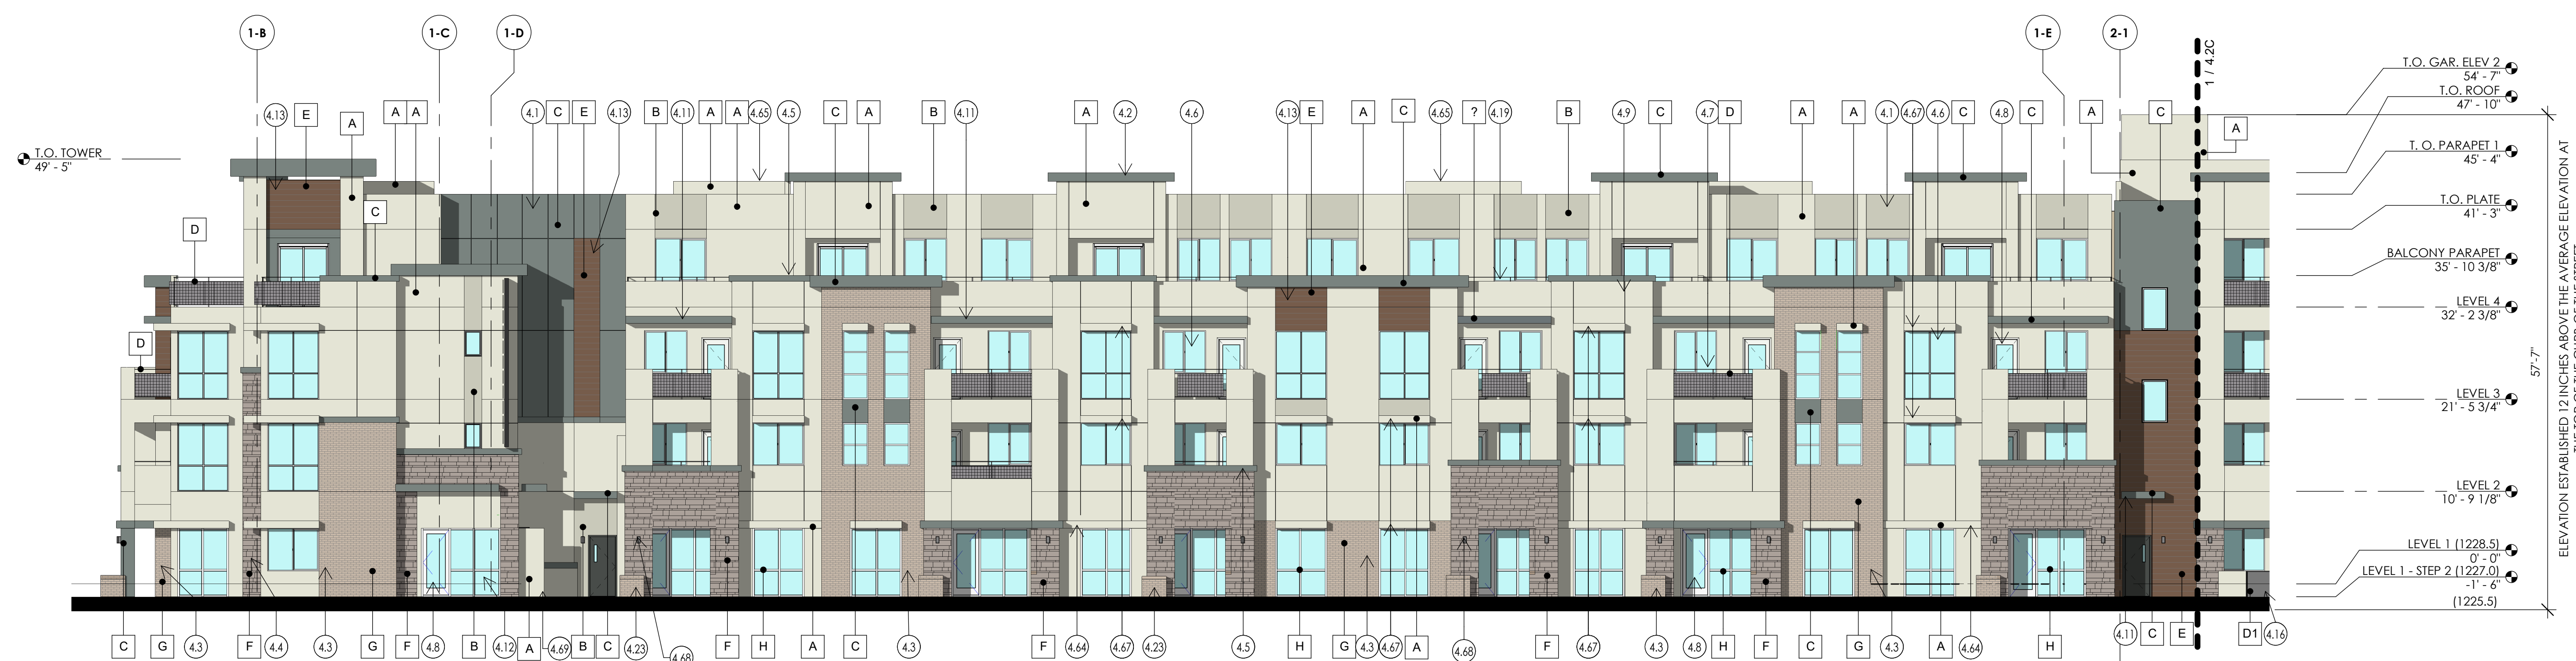 1-B
1-C
1-D
1-E
2-1
1 / 4.2C
T.O. TOWER
49' - 5"
4.13
E
A
A
A
4.1
C
E
4.13
B
4.11
A
A
4.65
4.5
C
A
B
4.11
A
4.2
4.6
4.13
E
A
C
4.65
?
4.19
B
4.9
C
4.7
D
A
A
4.1
4.67
4.6
C
4.8
C
A
C
A
C
D
D
T.O. GAR. ELEV 2
54' - 7"
T.O. ROOF
47' - 10"
T. O. PARAPET 1
45' - 4"
T.O. PLATE
41' - 3"
BALCONY PARAPET
35' - 10 3/8"
LEVEL 4
32' - 2 3/8"
LEVEL 3
21' - 5 3/4"
LEVEL 2
10' - 9 1/8"
LEVEL 1 (1228.5)
0' - 0"
LEVEL 1 - STEP 2 (1227.0)
-1' - 6"
(1225.5)
57'-7"
ELEVATION ESTABLISHED 12 INCHES ABOVE THE AVERAGE ELEVATION AT
THE TOP OF THE CURB OF THE STREET
C
G
4.3
F
4.4
4.3
G
F
4.8
B
4.12
A
4.69
B
C
4.23
4.68
F
H
A
C
4.3
F
4.64
4.67
4.23
4.5
H
G
4.3
4.67
A
4.68
F
4.67
4.3
4.8
H
F
C
G
4.3
A
4.64
H
4.11
C
E
D1
4.16